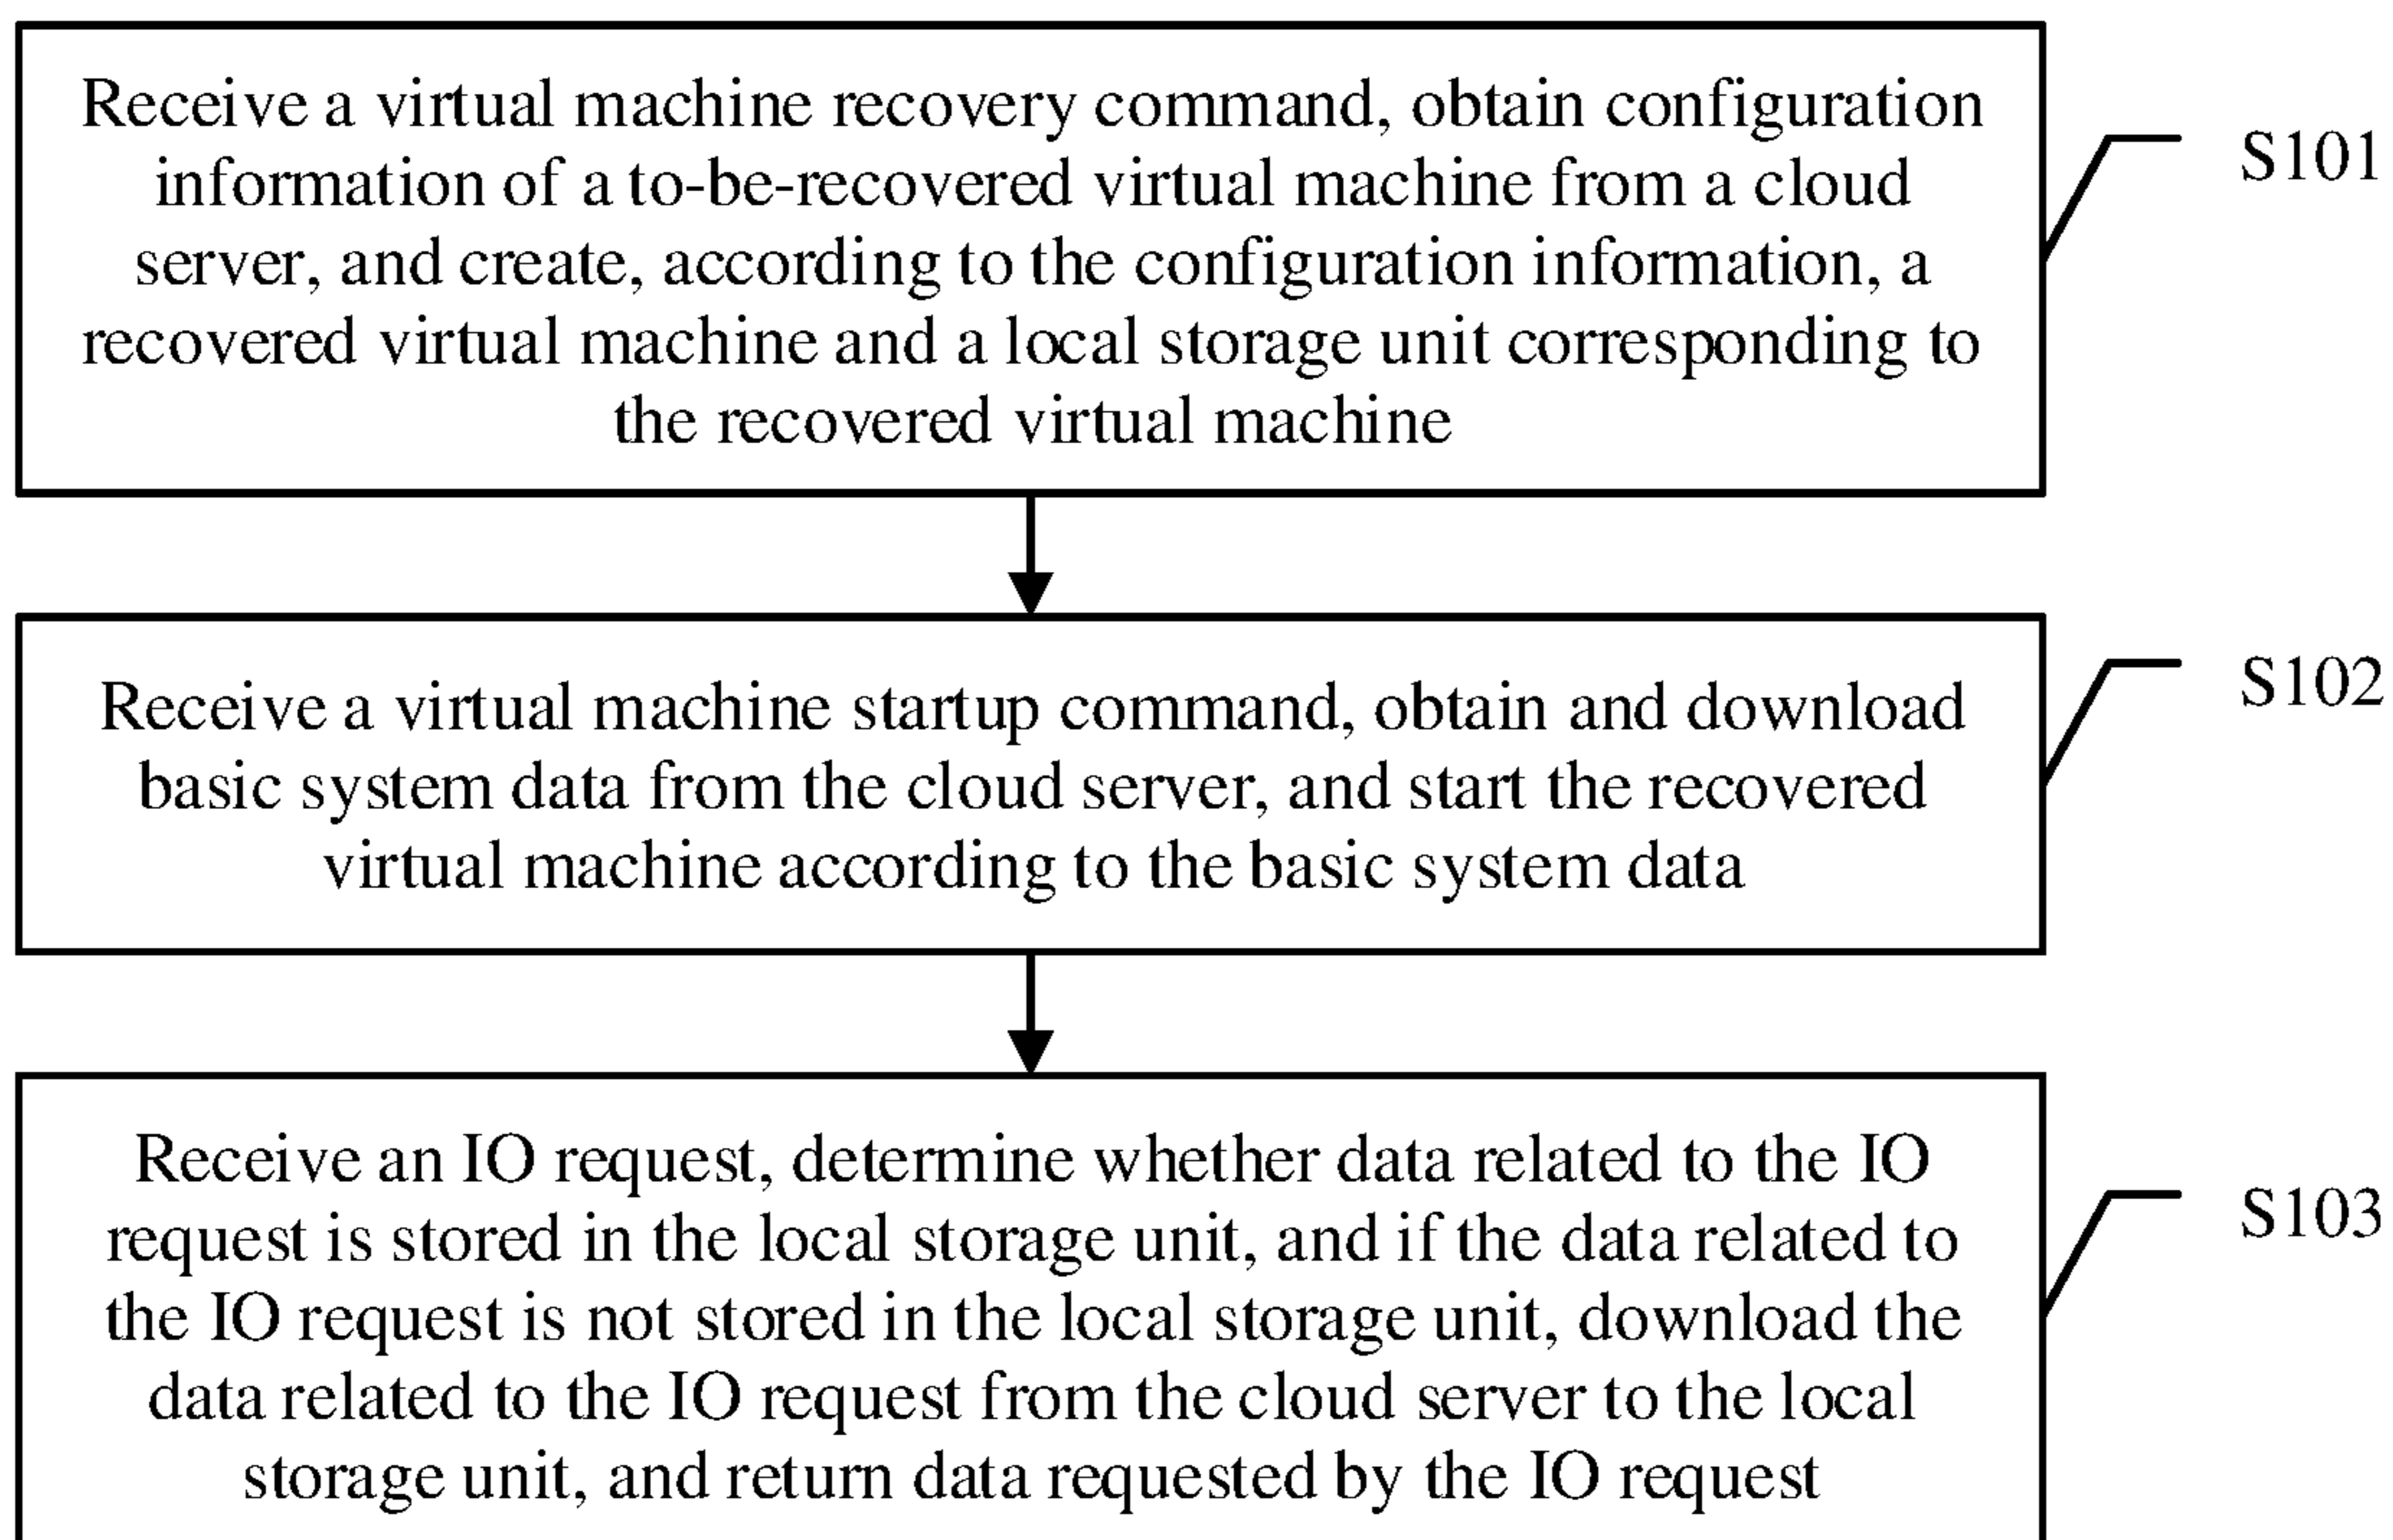 Receive a virtual machine recovery command, obtain configuration
information of a to-be-recovered virtual machine from a cloud
server, and create, according to the configuration information, a
recovered virtual machine and a local storage unit corresponding to
the recovered virtual machine
S101
Receive a virtual machine startup command, obtain and download
basic system data from the cloud server, and start the recovered
virtual machine according to the basic system data
S102
Receive an IO request, determine whether data related to the IO
request is stored in the local storage unit, and if the data related to
the IO request is not stored in the local storage unit, download the
data related to the IO request from the cloud server to the local
storage unit, and return data requested by the IO request
S103